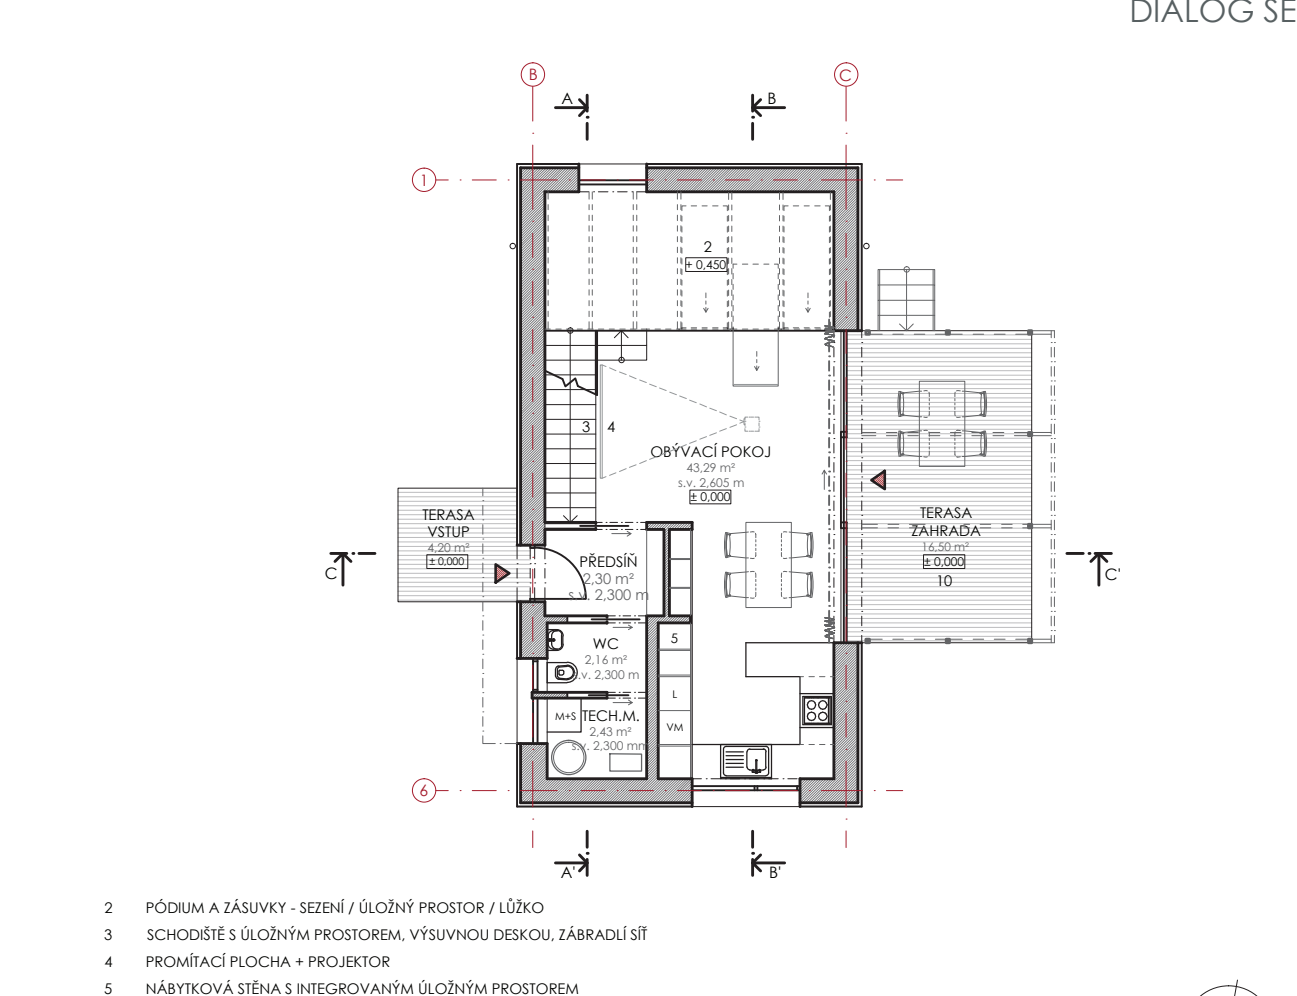 DIALOG SE
B
C
A
B
1
2
+ 0,450
3
4
OBÝVACÍ POKOJ
43,29 m²
s.v. 2,605 m
± 0,000
TERASA
VSTUP
4,20 m²
± 0,000
TERASA
ZAHRADA
16,50 m²
± 0,000
10
C
C'
PŘEDSÍŇ
2,30 m²
s.v. 2,300 m
WC
2,16 m²
s.v. 2,300 m
5
L
VM
M+S
TECH.M.
2,43 m²
s.v. 2,300 mm
6
A'
B'
2 PÓDIUM A ZÁSUVKY - SEZENÍ / ÚLOŽNÝ PROSTOR / LŮŽKO
3 SCHODIŠTĚ S ÚLOŽNÝM PROSTOREM, VÝSUVNOU DESKOU, ZÁBRADLÍ SÍŤ
4 PROMÍTACÍ PLOCHA + PROJEKTOR
5 NÁBYTKOVÁ STĚNA S INTEGROVANÝM ÚLOŽNÝM PROSTOREM